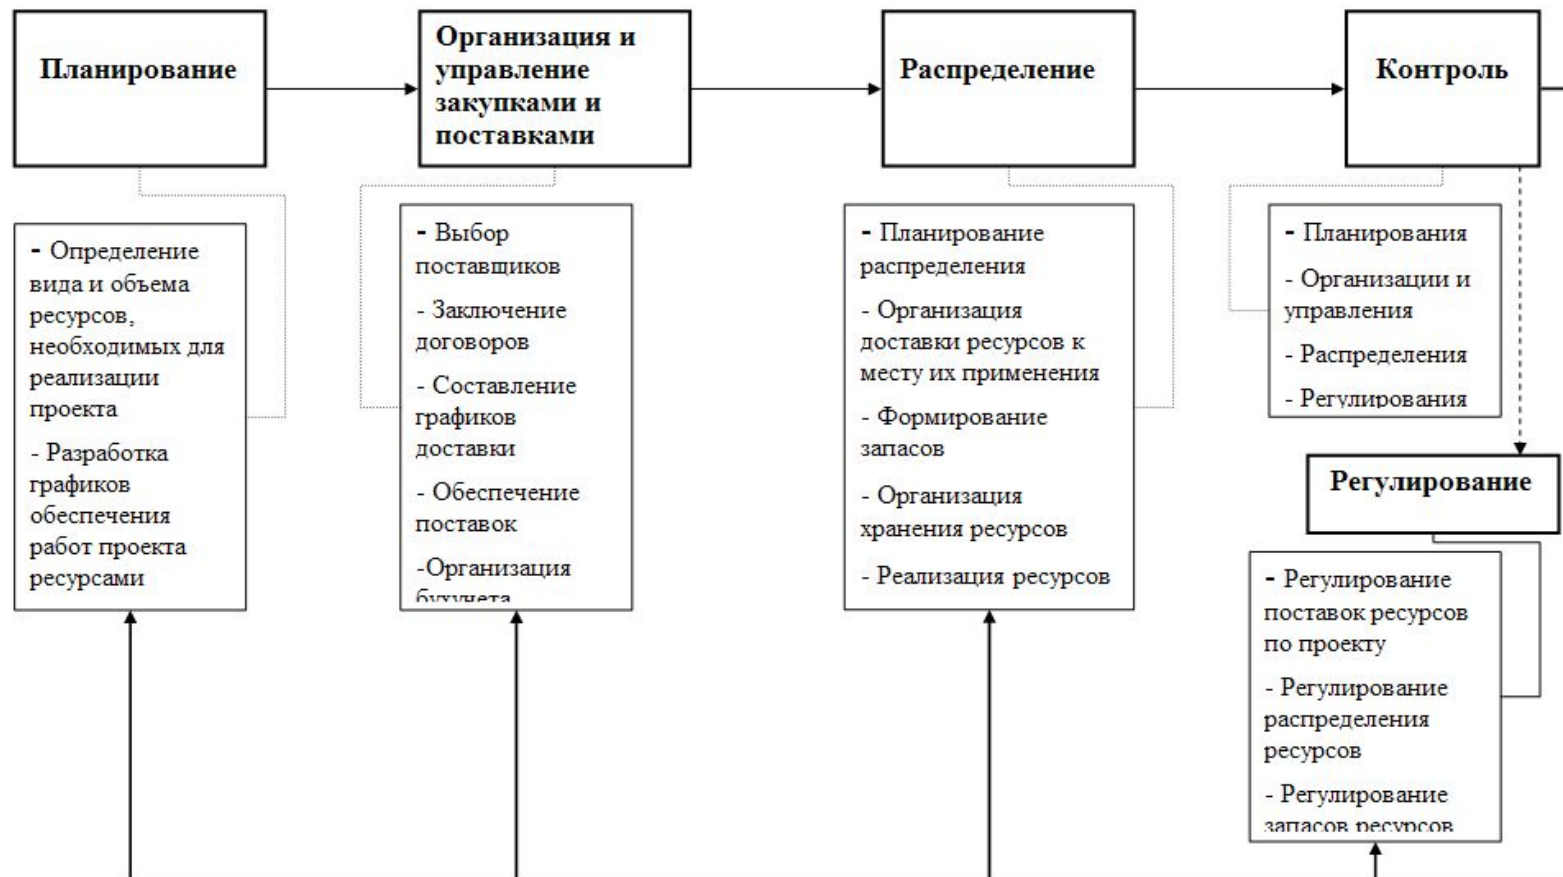 Планирование
Организация и
управление
закупками и
поставками
Распределение
Контроль
- Определение
вида и объема
ресурсов,
необходимых для
реализации
проекта
- Разработка
графиков
обеспечения
работ проекта
ресурсами
- Выбор
поставщиков
- Заключение
договоров
- Составление
графиков
доставки
- Обеспечение
поставок
-Организация
бухучета
- Планирование
распределения
- Организация
доставки ресурсов к
месту их применения
- Формирование
запасов
- Организация
хранения ресурсов
- Реализация ресурсов
- Планирования
- Организации и
управления
- Распределения
- Регулирования
Регулирование
- Регулирование
поставок ресурсов
по проекту
- Регулирование
распределения
ресурсов
- Регулирование
запасов ресурсов